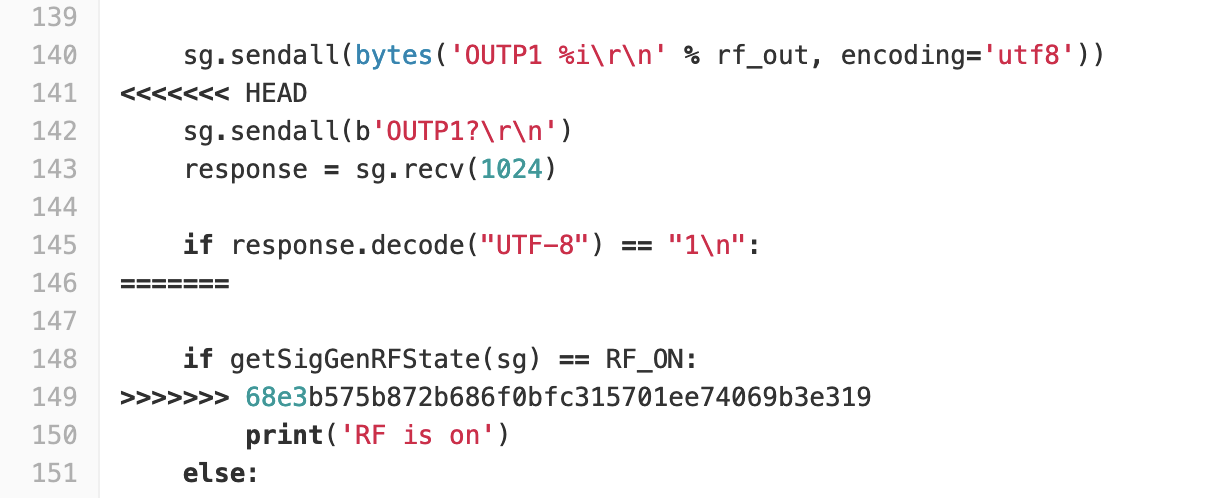 139
140     sg.sendall(bytes('OUTP1 %i\r\n' % rf_out, encoding='utf8'))
141 <<<<<<< HEAD
142     sg.sendall(b'OUTP1?\r\n')
143     response = sg.recv(1024)
144
145     if response.decode("UTF-8") == "1\n":
146 =======
147
148     if getSigGenRFState(sg) == RF_ON:
149 >>>>>>> 68e3b575b872b686f0bfc315701ee74069b3e319
150         print('RF is on')
151     else: